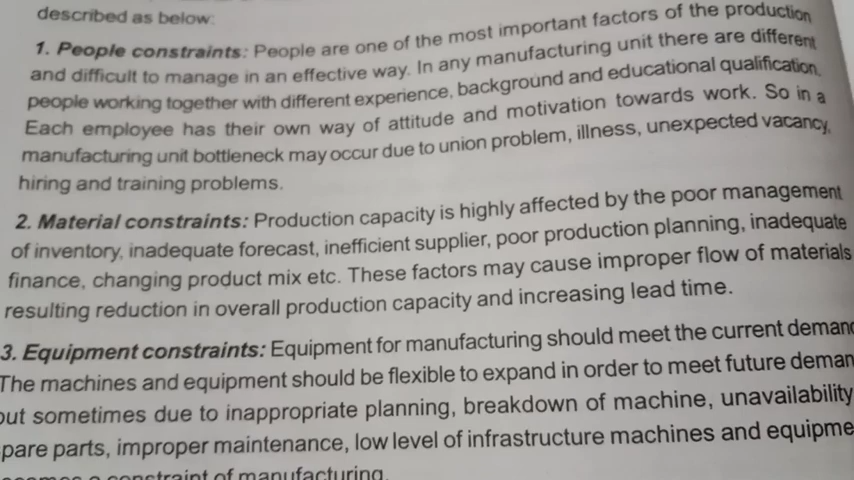 described as below:
1. People constraints: People are one of the most important factors of the production
and difficult to manage in an effective way. In any manufacturing unit there are different
people working together with different experience, background and educational qualification.
Each employee has their own way of attitude and motivation towards work. So in a
manufacturing unit bottleneck may occur due to union problem, illness, unexpected vacancy,
hiring and training problems.
2. Material constraints: Production capacity is highly affected by the poor management
of inventory, inadequate forecast, inefficient supplier, poor production planning, inadequate
finance, changing product mix etc. These factors may cause improper flow of materials
resulting reduction in overall production capacity and increasing lead time.
3. Equipment constraints: Equipment for manufacturing should meet the current deman
The machines and equipment should be flexible to expand in order to meet future deman
out sometimes due to inappropriate planning, breakdown of machine, unavailability
pare parts, improper maintenance, low level of infrastructure machines and equipme
a constraint of manufacturing.